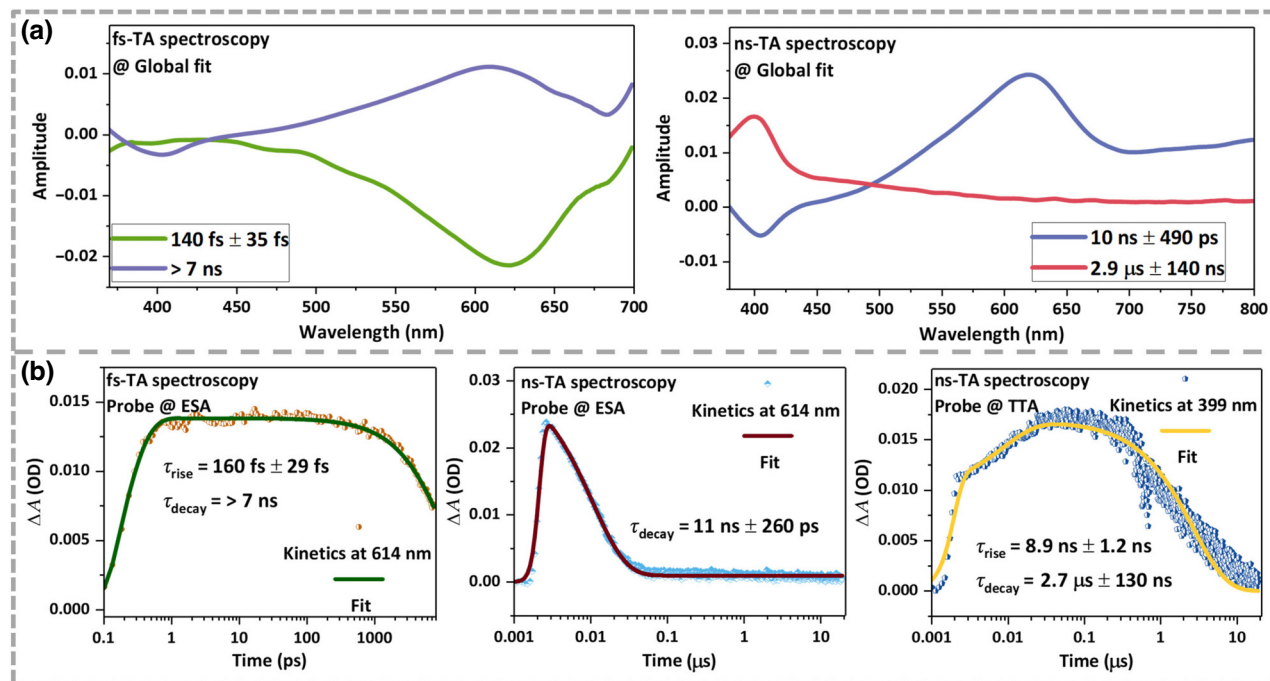 (a)
fs-TA spectroscopy
@ Global fit
0.01
0.00
−0.01
−0.02
Amplitude
140 fs ± 35 fs
> 7 ns
400 450 500 550 600 650 700
Wavelength (nm)
ns-TA spectroscopy
@ Global fit
0.03
0.02
0.01
0.00
-0.01
Amplitude
10 ns ± 490 ps
2.9 μs ± 140 ns
400 450 500 550 600 650 700 750 800
Wavelength (nm)
(b)
fs-TA spectroscopy
Probe @ ESA
0.015
0.010
0.005
0.000
ΔA (OD)
τrise = 160 fs ± 29 fs
τdecay = > 7 ns
Kinetics at 614 nm
Fit
0.1 1 10 100 1000
Time (ps)
ns-TA spectroscopy
Probe @ ESA
0.03
0.02
0.01
0.00
ΔA (OD)
Kinetics at 614 nm
Fit
τdecay = 11 ns ± 260 ps
0.001 0.01 0.1 1 10
Time (μs)
ns-TA spectroscopy
Probe @ TTA
0.020
0.015
0.010
0.005
0.000
ΔA (OD)
Kinetics at 399 nm
Fit
τrise = 8.9 ns ± 1.2 ns
τdecay = 2.7 μs ± 130 ns
0.001 0.01 0.1 1 10
Time (μs)